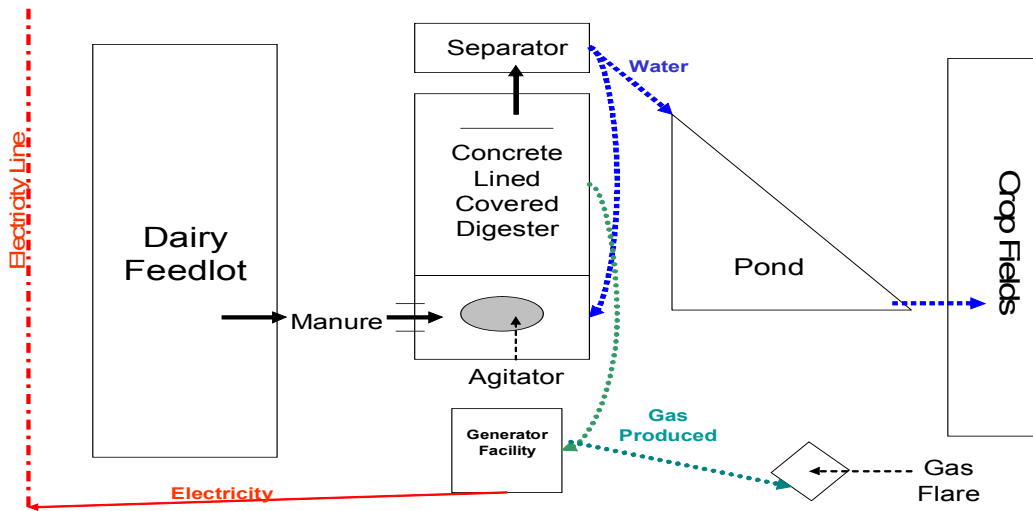 Electricity Line
Dairy
Feedlot
Manure
Separator
Concrete
Lined
Covered
Digester
Agitator
Generator
Facility
Electricity
Water
Pond
Gas
Produced
Gas
Flare
Crop Fields